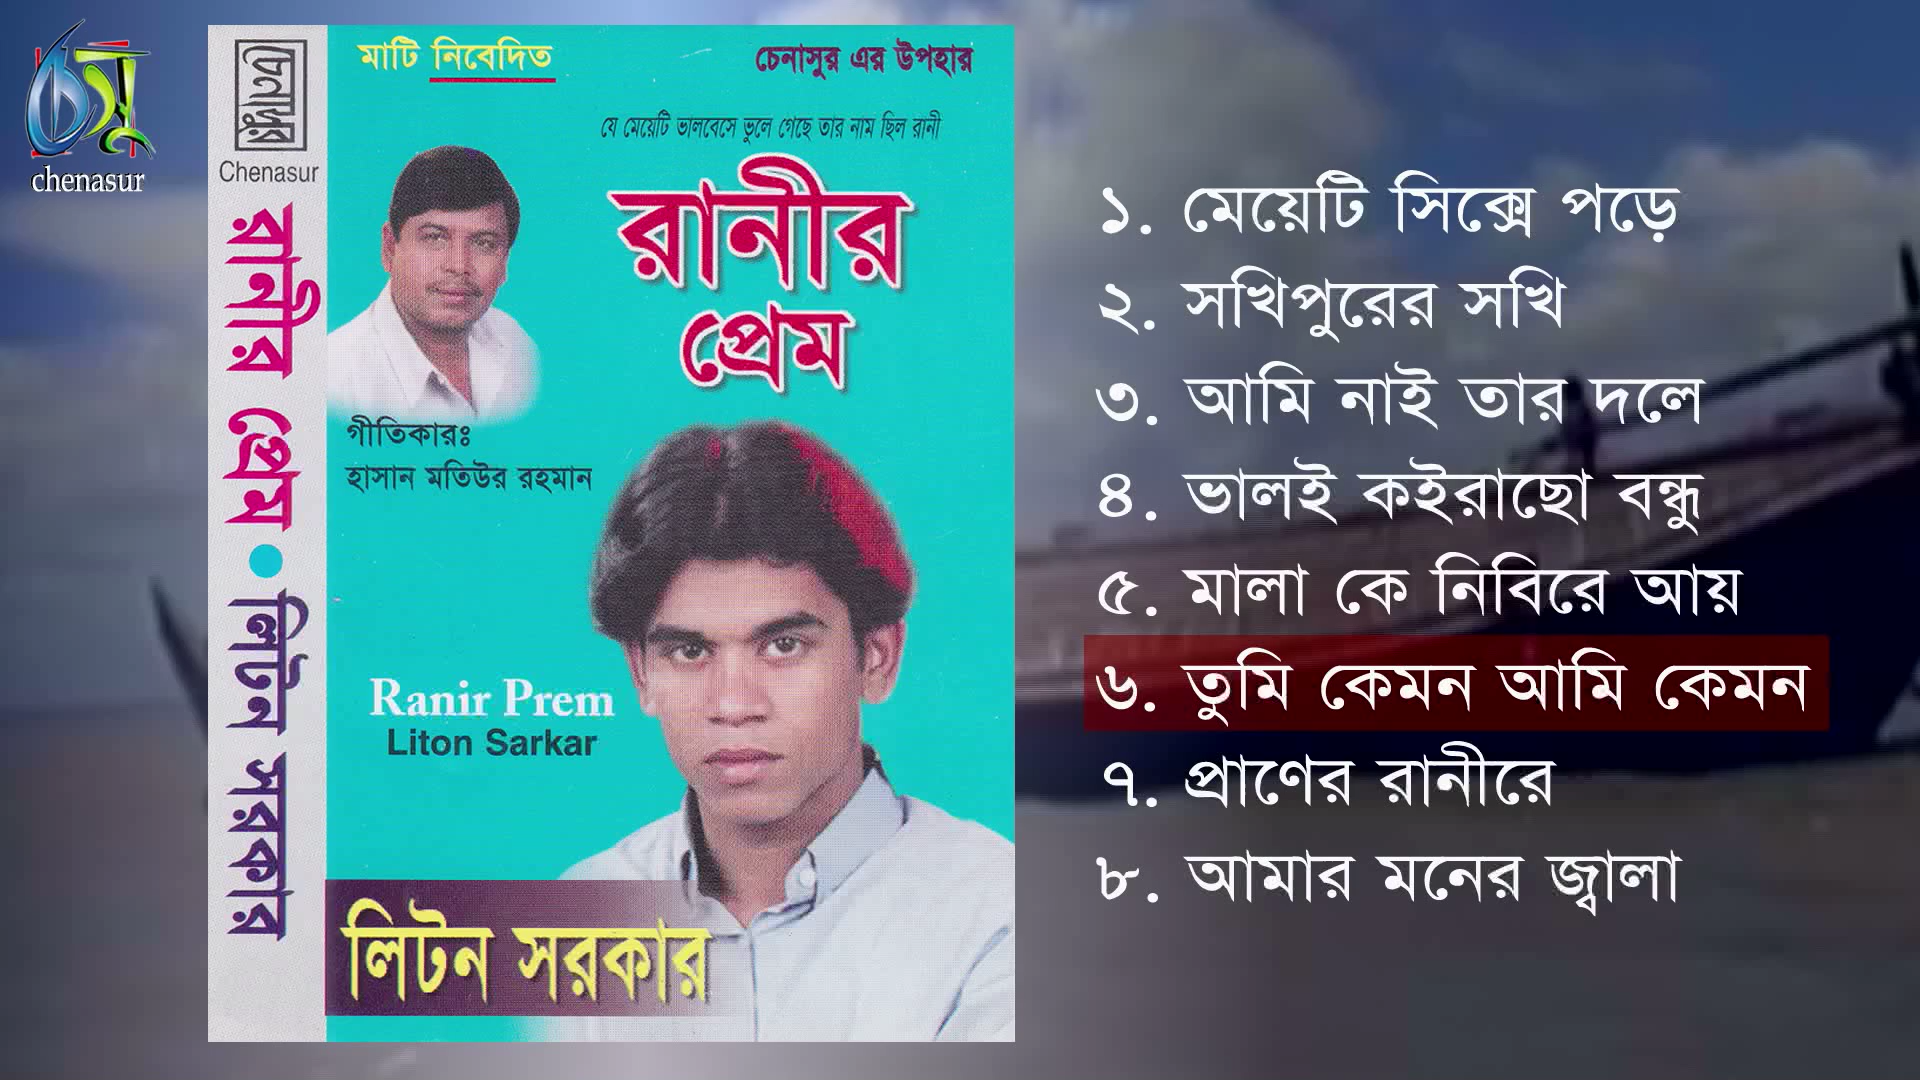 চেসু
chenasur
চেনাসুর
Chenasur
রানীর প্রেম • লিটন সরকার
মাটি নিবেদিত
চেনাসুর এর উপহার
যে মেয়েটি ভালবেসে ভুলে গেছে তার নাম ছিল রানী
রানীর
প্রেম
গীতিকারঃ
হাসান মতিউর রহমান
Ranir Prem
Liton Sarkar
লিটন সরকার
১. মেয়েটি সিক্সে পড়ে
২. সখিপুরের সখি
৩. আমি নাই তার দলে
৪. ভালই কইরাছো বন্ধু
৫. মালা কে নিবিরে আয়
৬. তুমি কেমন আমি কেমন
৭. প্রাণের রানীরে
৮. আমার মনের জ্বালা